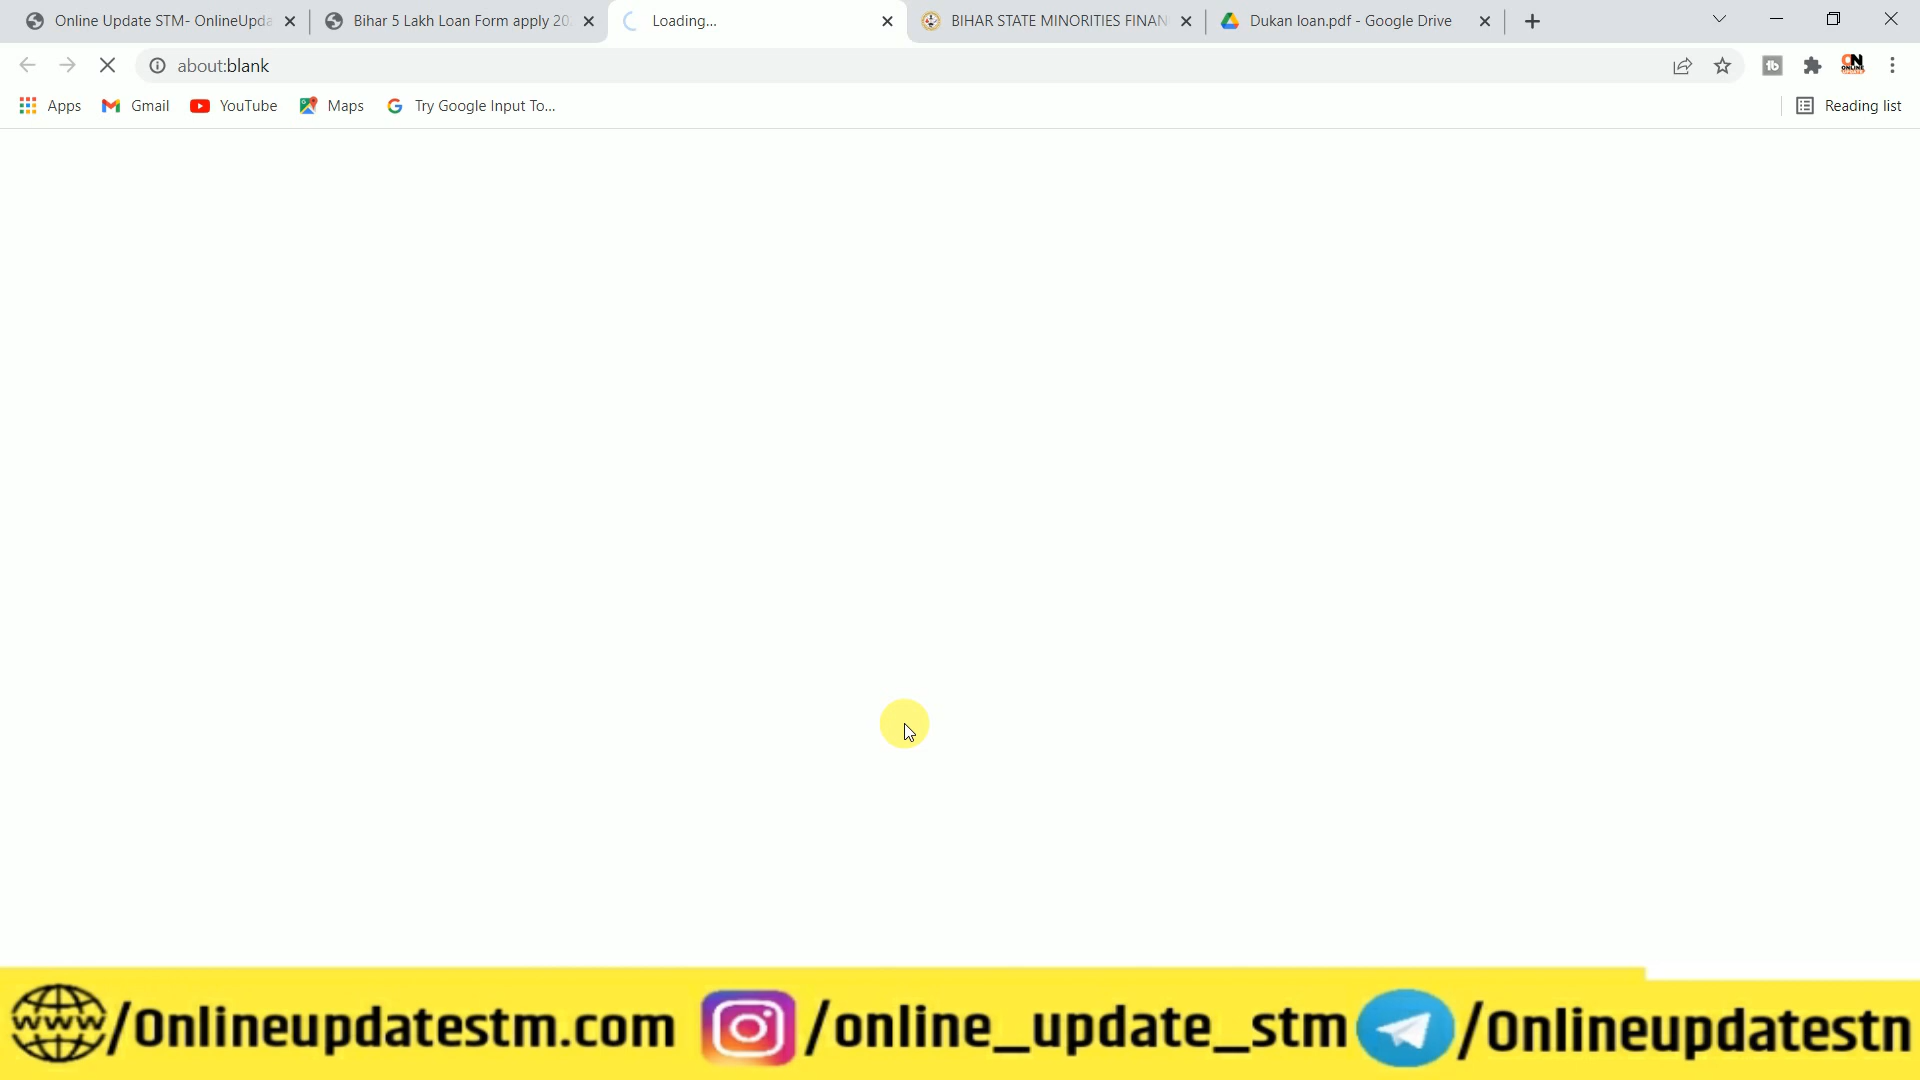 Online Update STM- OnlineUpda
Bihar 5 Lakh Loan Form apply 20
Loading...
BIHAR STATE MINORITIES FINAN
Dukan loan.pdf - Google Drive
about:blank
Apps
Gmail
YouTube
Maps
Try Google Input To...
Reading list
/Onlineupdatestm.com
/online_update_stm
/Onlineupdatestn